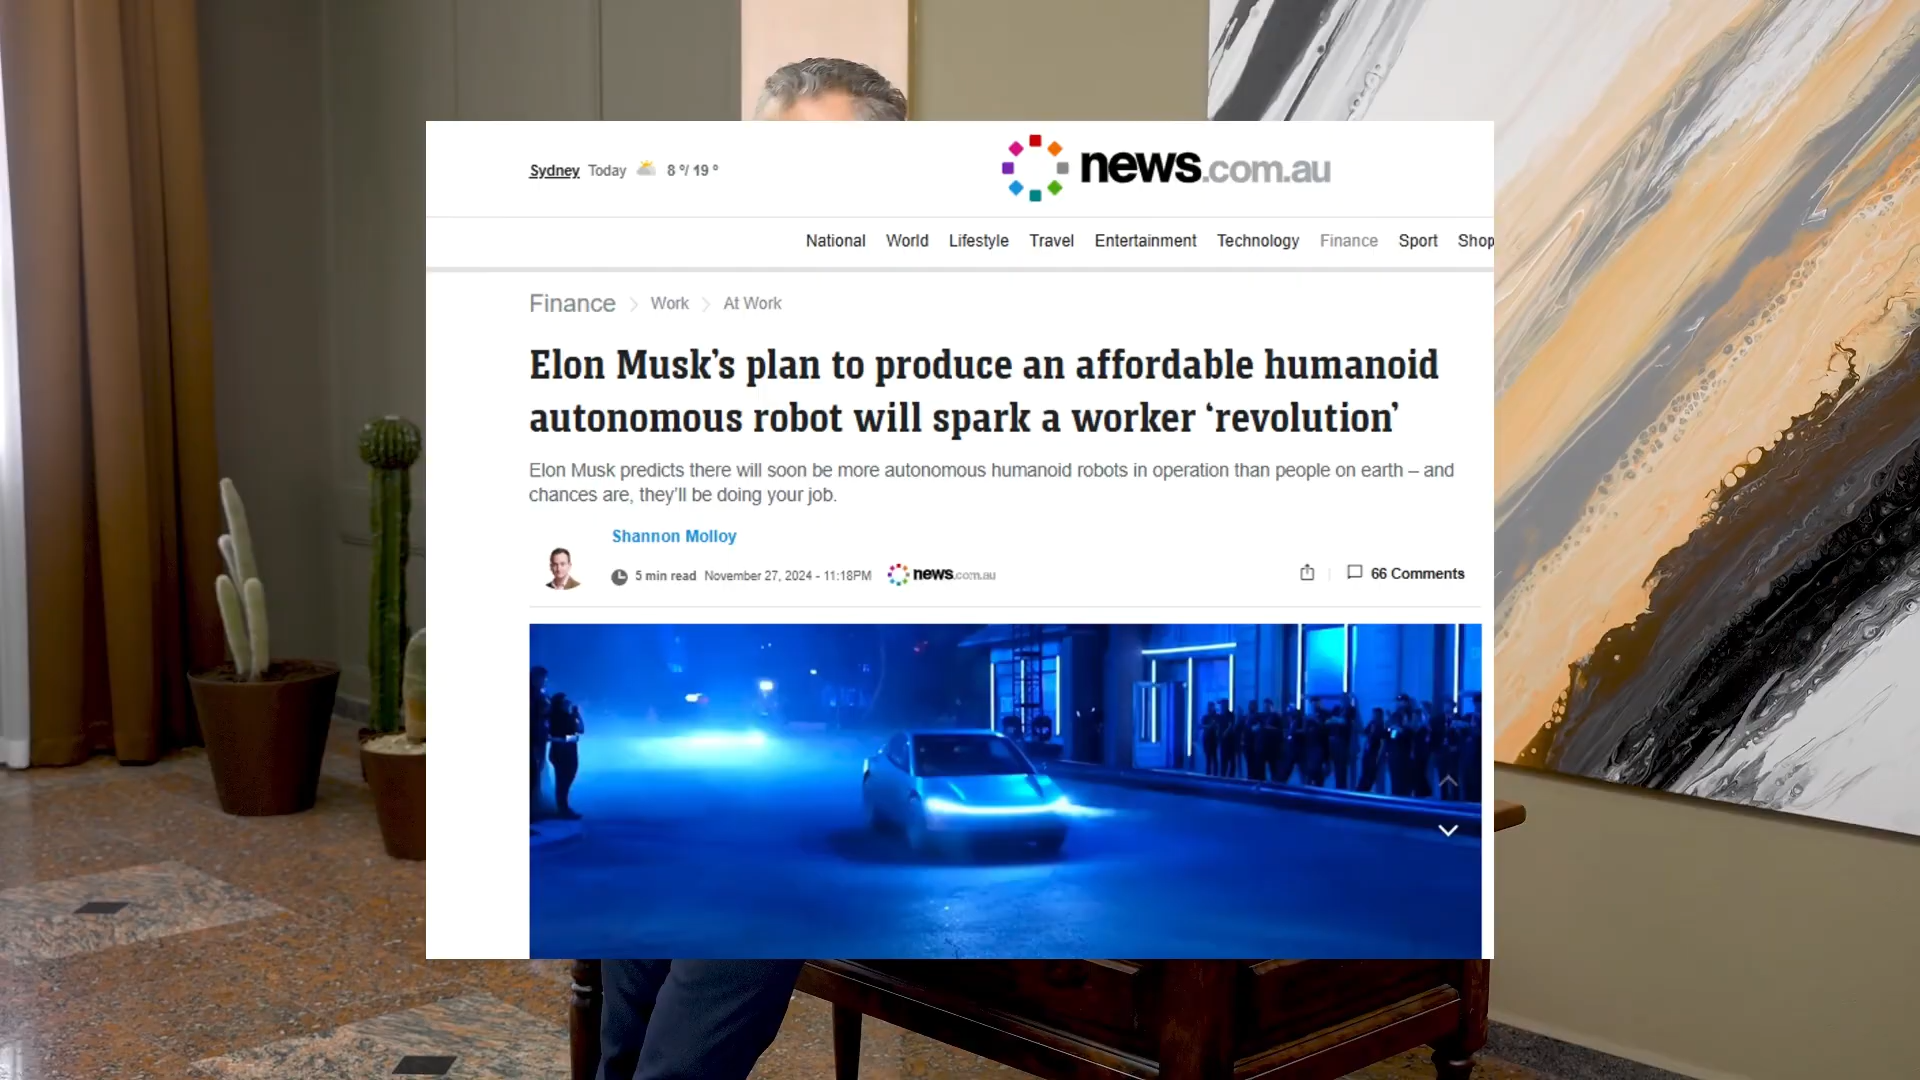 Sydney Today 8 °/ 19 °
news.com.au
National World Lifestyle Travel Entertainment Technology Finance Sport Shop
Finance Work At Work
Elon Musk’s plan to produce an affordable humanoid
autonomous robot will spark a worker ‘revolution’
Elon Musk predicts there will soon be more autonomous humanoid robots in operation than people on earth – and
chances are, they’ll be doing your job.
Shannon Molloy
5 min read November 27, 2024 - 11:18PM news.com.au
66 Comments